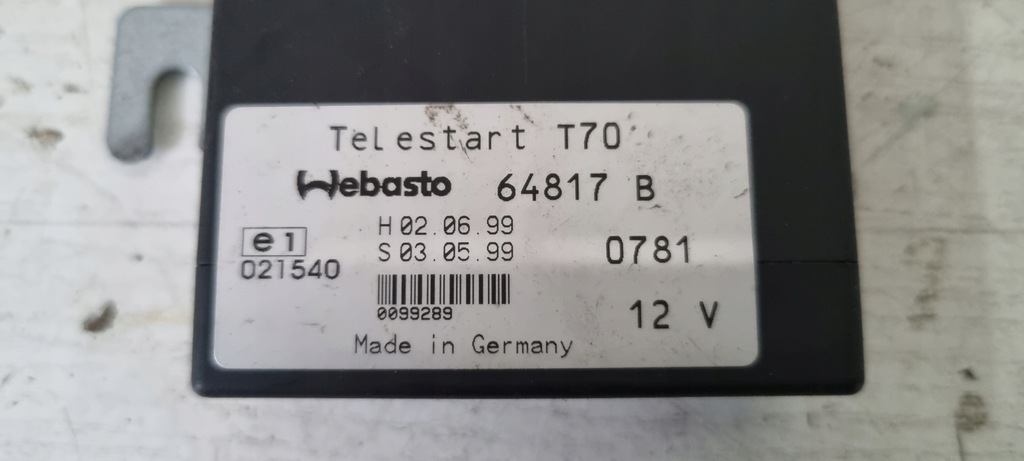 Telestart T70
Webasto 64817 B
H 02.06.99
S 03.05.99
0781
e1
021540
0099289
12 V
Made in Germany